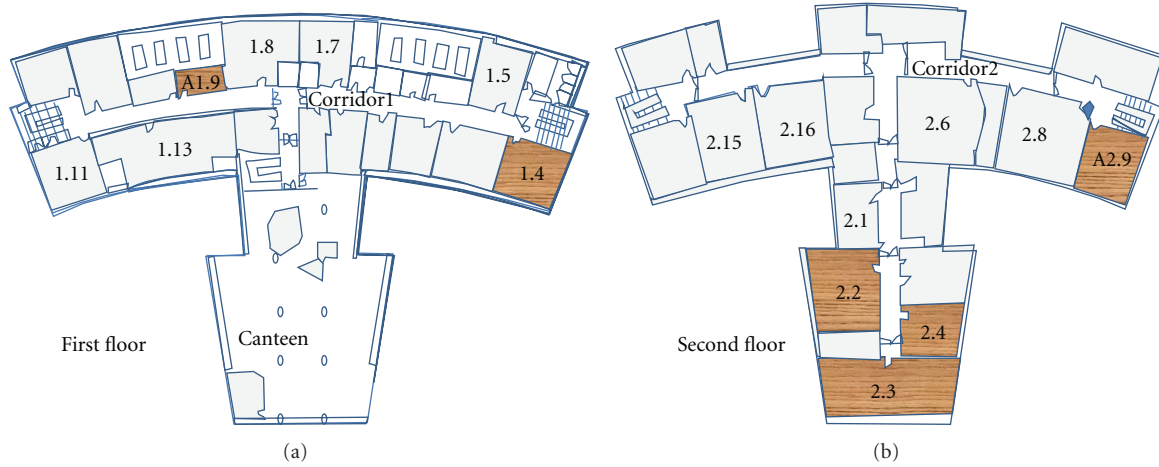 1.8
1.7
1.5
A1.9
Corridor1
1.13
1.11
1.4
First floor
Canteen
(a)
Corridor2
2.15
2.16
2.6
2.8
A2.9
2.1
2.2
2.4
Second floor
2.3
(b)